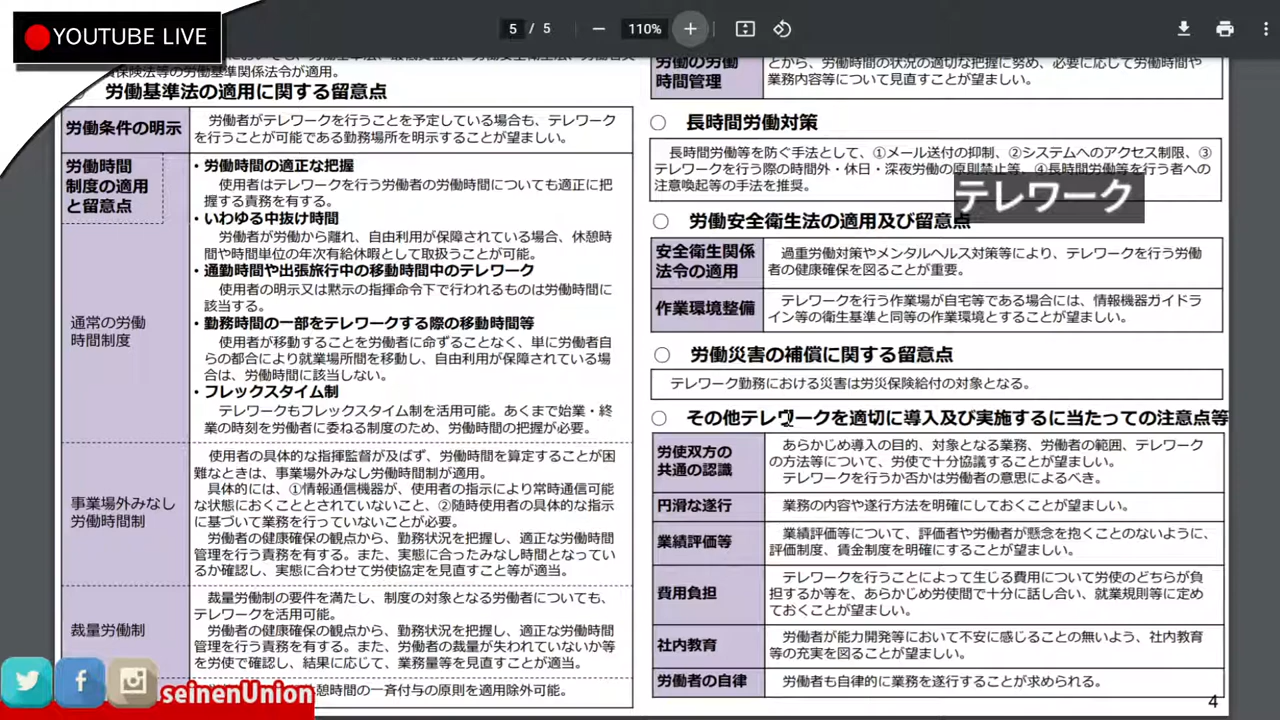 YOUTUBE LIVE
5 / 5
110%
保険法等の労働基準関係法令が適用。
労働基準法の適用に関する留意点
労働条件の明示
労働者がテレワークを行うことを予定している場合も、テレワーク
を行うことが可能である勤務場所を明示することが望ましい。
労働時間
制度の適用
と留意点
・労働時間の適正な把握
使用者はテレワークを行う労働者の労働時間についても適正に把
握する責務を有する。
・いわゆる中抜け時間
労働者が労働から離れ、自由利用が保障されている場合、休憩時
間や時間単位の年次有給休暇として取扱うことが可能。
・通勤時間や出張旅行中の移動時間中のテレワーク
使用者の明示又は黙示の指揮命令下で行われるものは労働時間に
該当する。
通常の労働
時間制度
・勤務時間の一部をテレワークする際の移動時間等
使用者が移動することを労働者に命ずることなく、単に労働者自
らの都合により就業場所間を移動し、自由利用が保障されている場
合は、労働時間に該当しない。
・フレックスタイム制
テレワークもフレックスタイム制を活用可能。あくまで始業・終
業の時刻を労働者に委ねる制度のため、労働時間の把握が必要。
事業場外みなし
労働時間制
使用者の具体的な指揮監督が及ばず、労働時間を算定することが困
難なときは、事業場外みなし労働時間制が適用。
具体的には、①情報通信機器が、使用者の指示により常時通信可能
な状態におくこととされていないこと、②随時使用者の具体的な指示
に基づいて業務を行っていないことが必要。
労働者の健康確保の観点から、勤務状況を把握し、適正な労働時間
管理を行う責務を有する。また、実態に合ったみなし時間となってい
るか確認し、実態に合わせて労使協定を見直すこと等が適当。
裁量労働制
裁量労働制の要件を満たし、制度の対象となる労働者についても、
テレワークを活用可能。
労働者の健康確保の観点から、勤務状況を把握し、適正な労働時間
管理を行う責務を有する。また、労働者の裁量が失われていないか等
を労使で確認し、結果に応じて、業務量等を見直すことが適当。
憩時間の一斉付与の原則を適用除外可能。
seinenUnion
労働の労働
時間管理
とから、労働時間の状況の適切な把握に努め、必要に応じて労働時間や
業務内容等について見直すことが望ましい。
○ 長時間労働対策
長時間労働等を防ぐ手法として、①メール送付の抑制、②システムへのアクセス制限、③
テレワークを行う際の時間外・休日・深夜労働の原則禁止等、④長時間労働等を行う者への
注意喚起等の手法を推奨。
テレワーク
○ 労働安全衛生法の適用及び留意点
安全衛生関係
法令の適用
過重労働対策やメンタルヘルス対策等により、テレワークを行う労働
者の健康確保を図ることが重要。
作業環境整備
テレワークを行う作業場が自宅等である場合には、情報機器ガイドラ
イン等の衛生基準と同等の作業環境とすることが望ましい。
○ 労働災害の補償に関する留意点
テレワーク勤務における災害は労災保険給付の対象となる。
○ その他テレワークを適切に導入及び実施するに当たっての注意点等
労使双方の
共通の認識
あらかじめ導入の目的、対象となる業務、労働者の範囲、テレワーク
の方法等について、労使で十分協議することが望ましい。
テレワークを行うか否かは労働者の意思によるべき。
円滑な遂行
業務の内容や遂行方法を明確にしておくことが望ましい。
業績評価等
業績評価等について、評価者や労働者が懸念を抱くことのないように、
評価制度、賃金制度を明確にすることが望ましい。
費用負担
テレワークを行うことによって生じる費用について労使のどちらが負
担するか等を、あらかじめ労使間で十分に話し合い、就業規則等に定め
ておくことが望ましい。
社内教育
労働者が能力開発等において不安に感じることの無いよう、社内教育
等の充実を図ることが望ましい。
労働者の自律
労働者も自律的に業務を遂行することが求められる。
4